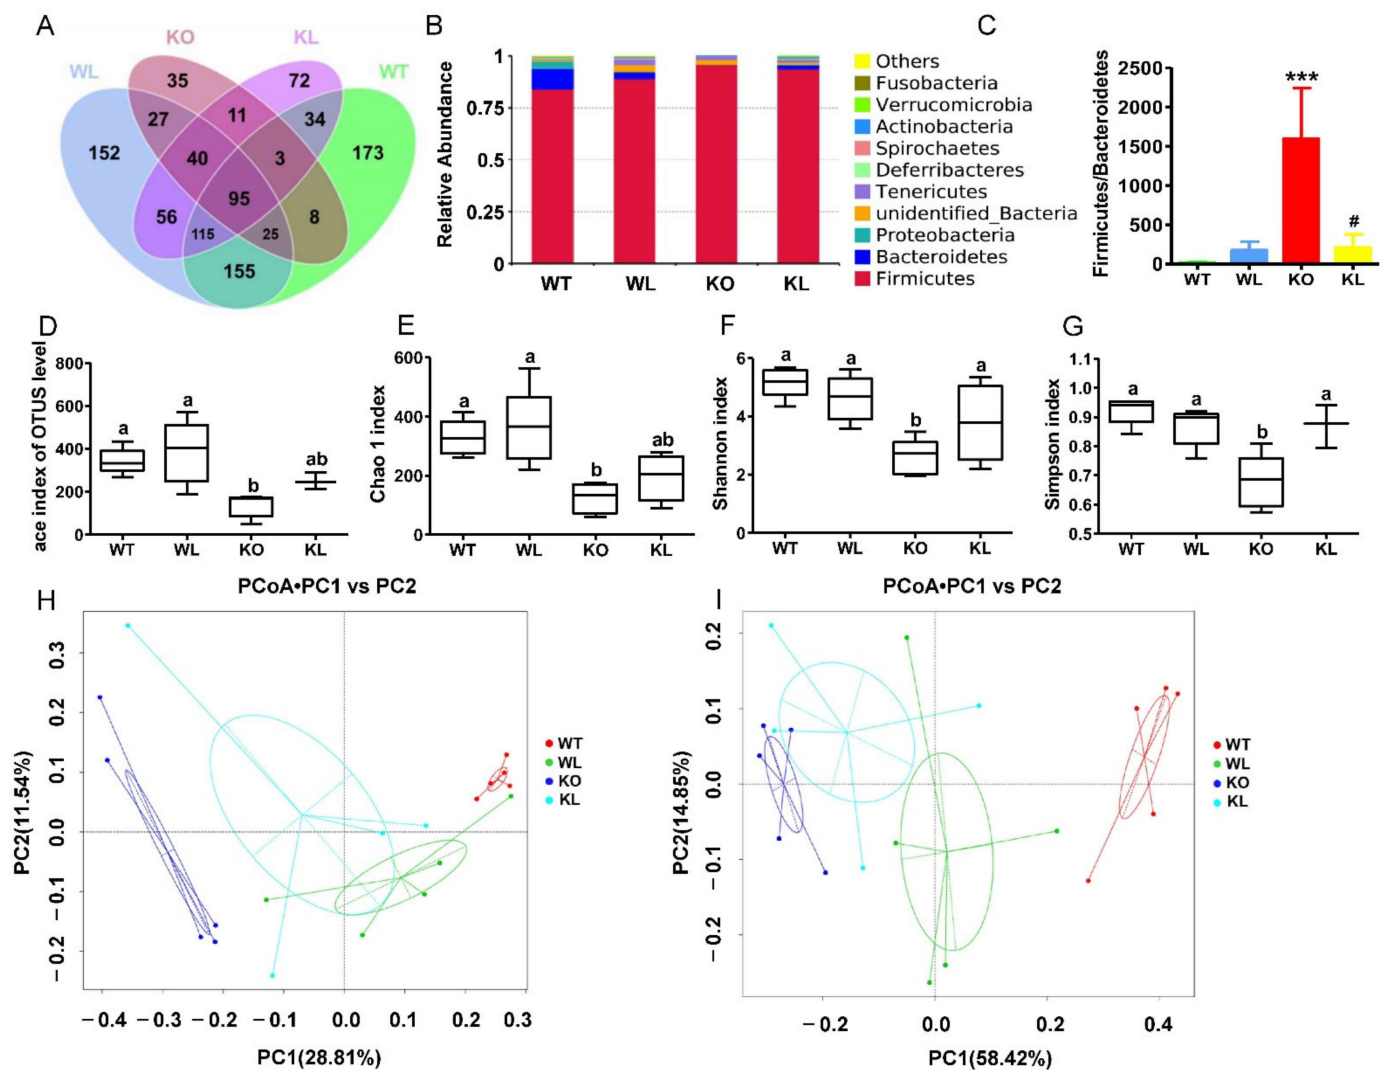 A
KO
KL
WL
WT
35
72
27
11
34
152
40
3
173
95
56
8
115
25
155
B
Relative Abundance
1
0.75
0.5
0.25
0
WT
WL
KO
KL
Others
Fusobacteria
Verrucomicrobia
Actinobacteria
Spirochaetes
Deferribacteres
Tenericutes
unidentified_Bacteria
Proteobacteria
Bacteroidetes
Firmicutes
C
Firmicutes/Bacteroidetes
2500
2000
1500
1000
500
0
***
#
WT
WL
KO
KL
D
ace index of OTUS level
800
600
400
200
0
a
a
b
ab
WT
WL
KO
KL
E
Chao 1 index
600
400
200
0
a
a
b
ab
WT
WL
KO
KL
F
Shannon index
6
4
2
0
a
a
b
a
WT
WL
KO
KL
G
Simpson index
1.1
1.0
0.9
0.8
0.7
0.6
0.5
a
a
b
a
WT
WL
KO
KL
H
PCoA•PC1 vs PC2
PC2(11.54%)
0.3
0.2
0.1
0.0
−0.1
−0.2
−0.4
−0.3
−0.2
−0.1
0.0
0.1
0.2
0.3
PC1(28.81%)
WT
WL
KO
KL
I
PCoA•PC1 vs PC2
PC2(14.85%)
0.2
0.1
0.0
−0.1
−0.2
−0.2
0.0
0.2
0.4
PC1(58.42%)
WT
WL
KO
KL